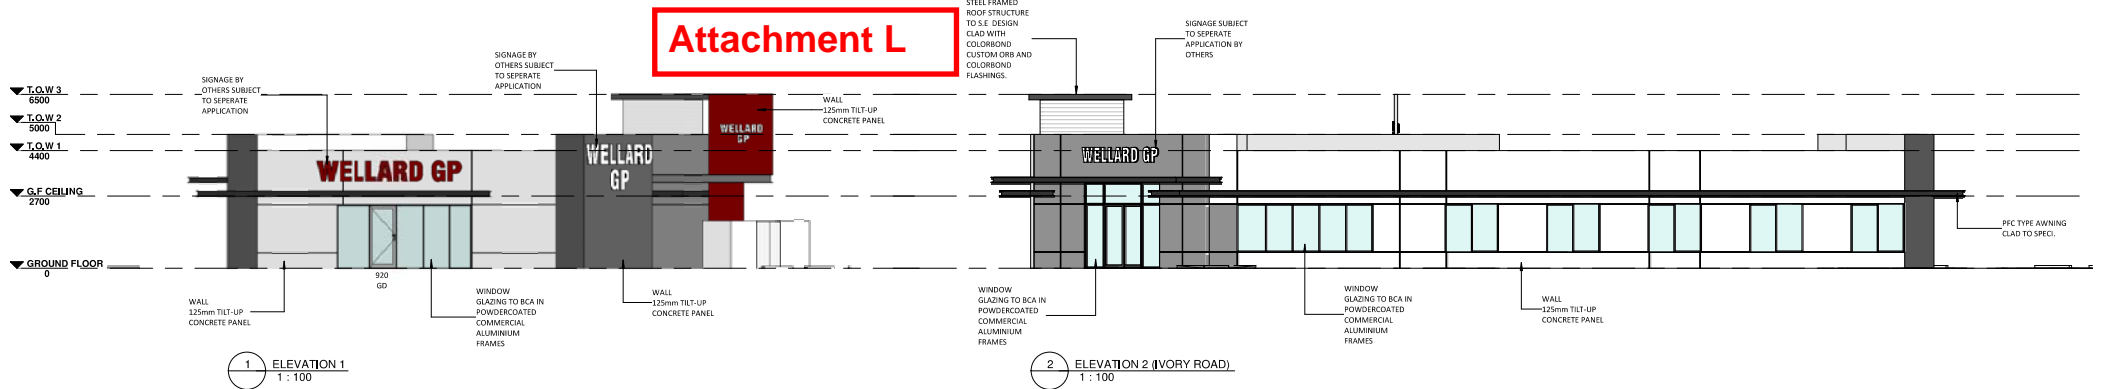 Attachment L
T.O.W 3
6500
T.O.W 2
5000
T.O.W 1
4400
G.F CEILING
2700
GROUND FLOOR
0
SIGNAGE BY
OTHERS SUBJECT
TO SEPERATE
APPLICATION
SIGNAGE BY
OTHERS SUBJECT
TO SEPERATE
APPLICATION
WALL
125mm TILT-UP
CONCRETE PANEL
WELLARD GP
WELLARD
GP
WELLARD
GP
920
GD
WALL
125mm TILT-UP
CONCRETE PANEL
WINDOW
GLAZING TO BCA IN
POWDERCOATED
COMMERCIAL
ALUMINIUM
FRAMES
WALL
125mm TILT-UP
CONCRETE PANEL
1
ELEVATION 1
1 : 100
STEEL FRAMED
ROOF STRUCTURE
TO S.E DESIGN
CLAD WITH
COLORBOND
CUSTOM ORB AND
COLORBOND
FLASHINGS.
SIGNAGE SUBJECT
TO SEPERATE
APPLICATION BY
OTHERS
WELLARD GP
PFC TYPE AWNING
CLAD TO SPECI.
WINDOW
GLAZING TO BCA IN
POWDERCOATED
COMMERCIAL
ALUMINIUM
FRAMES
WINDOW
GLAZING TO BCA IN
POWDERCOATED
COMMERCIAL
ALUMINIUM
FRAMES
WALL
125mm TILT-UP
CONCRETE PANEL
2
ELEVATION 2 (IVORY ROAD)
1 : 100